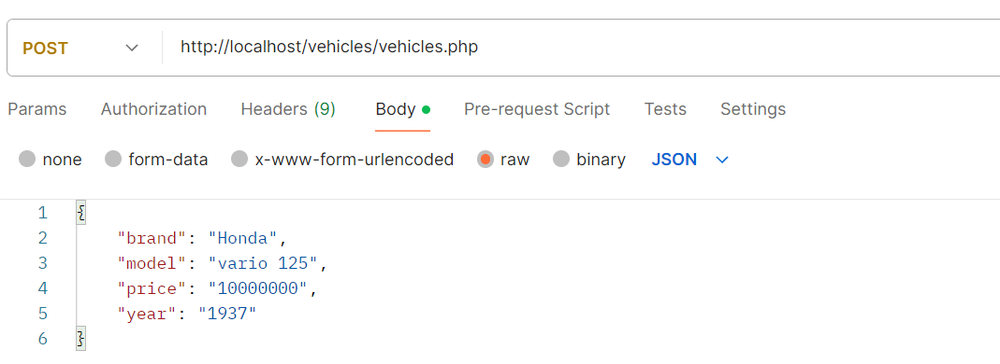 POST http://localhost/vehicles/vehicles.php
Params Authorization Headers (9) Body Pre-request Script Tests Settings
none form-data x-www-form-urlencoded raw binary JSON
1 {
2 "brand": "Honda",
3 "model": "vario 125",
4 "price": "10000000",
5 "year": "1937"
6 }